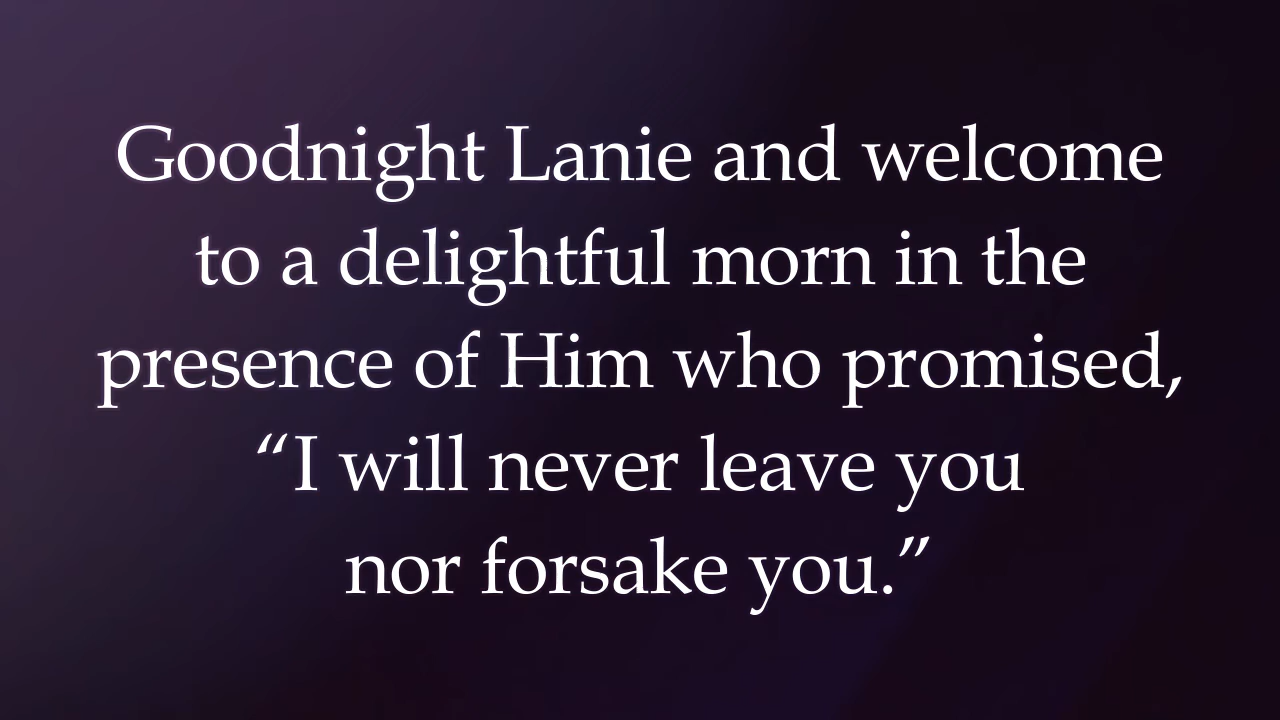 Goodnight Lanie and welcome
to a delightful morn in the
presence of Him who promised,
“I will never leave you
nor forsake you.”